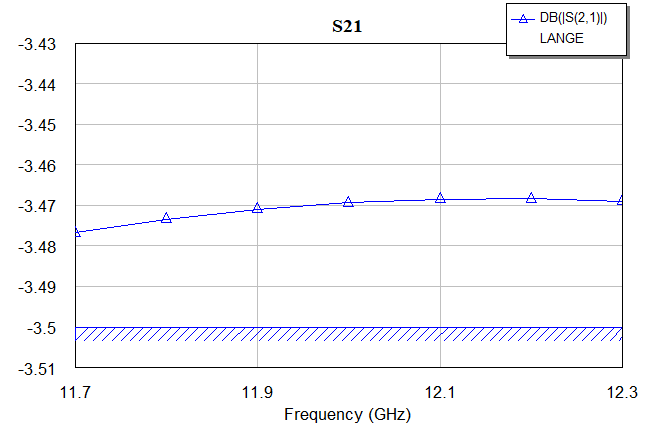 S21
DB(|S(2,1)|)
LANGE
-3.43
-3.44
-3.45
-3.46
-3.47
-3.48
-3.49
-3.5
-3.51
11.7 11.9 12.1 12.3
Frequency (GHz)